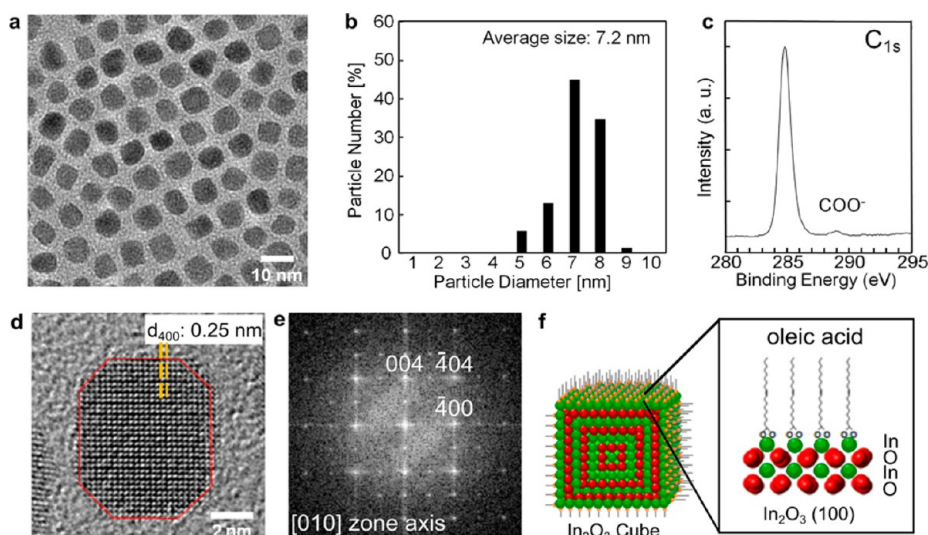 a
10 nm
b
Average size: 7.2 nm
Particle Number [%]
60
50
40
30
20
10
0
1 2 3 4 5 6 7 8 9 10
Particle Diameter [nm]
c
C1s
Intensity (a. u.)
COO⁻
280 285 290 295
Binding Energy (eV)
d
d400: 0.25 nm
2 nm
e
004 4̅04
4̅00
[010] zone axis
f
In2O3 Cube
oleic acid
In
O
In
O
In2O3 (100)